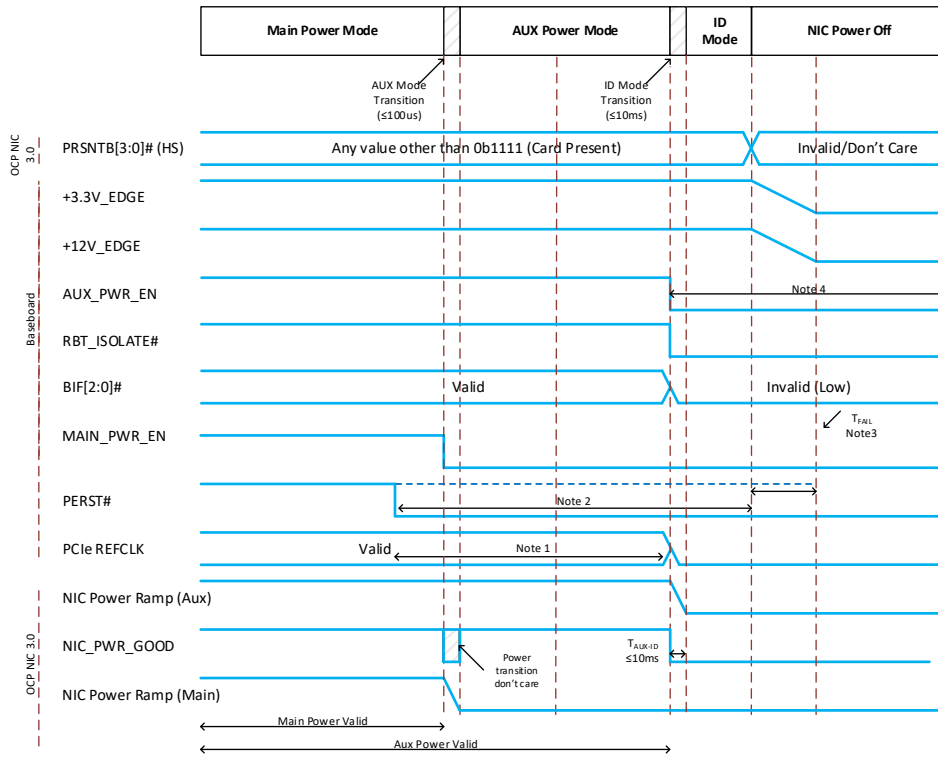 Main Power Mode
AUX Power Mode
ID
Mode
NIC Power Off
AUX Mode
Transition
(≤100us)
ID Mode
Transition
(≤10ms)
OCP NIC
3.0
PRSNTB[3:0]# (HS)
Any value other than 0b1111 (Card Present)
Invalid/Don't Care
+3.3V_EDGE
+12V_EDGE
Baseboard
AUX_PWR_EN
Note 4
RBT_ISOLATE#
BIF[2:0]#
Valid
Invalid (Low)
TFAIL
Note3
MAIN_PWR_EN
PERST#
Note 2
PCIe REFCLK
Valid
Note 1
NIC Power Ramp (Aux)
OCP NIC 3.0
NIC_PWR_GOOD
Power
transition
don't care
TAUX-ID
≤10ms
NIC Power Ramp (Main)
Main Power Valid
Aux Power Valid